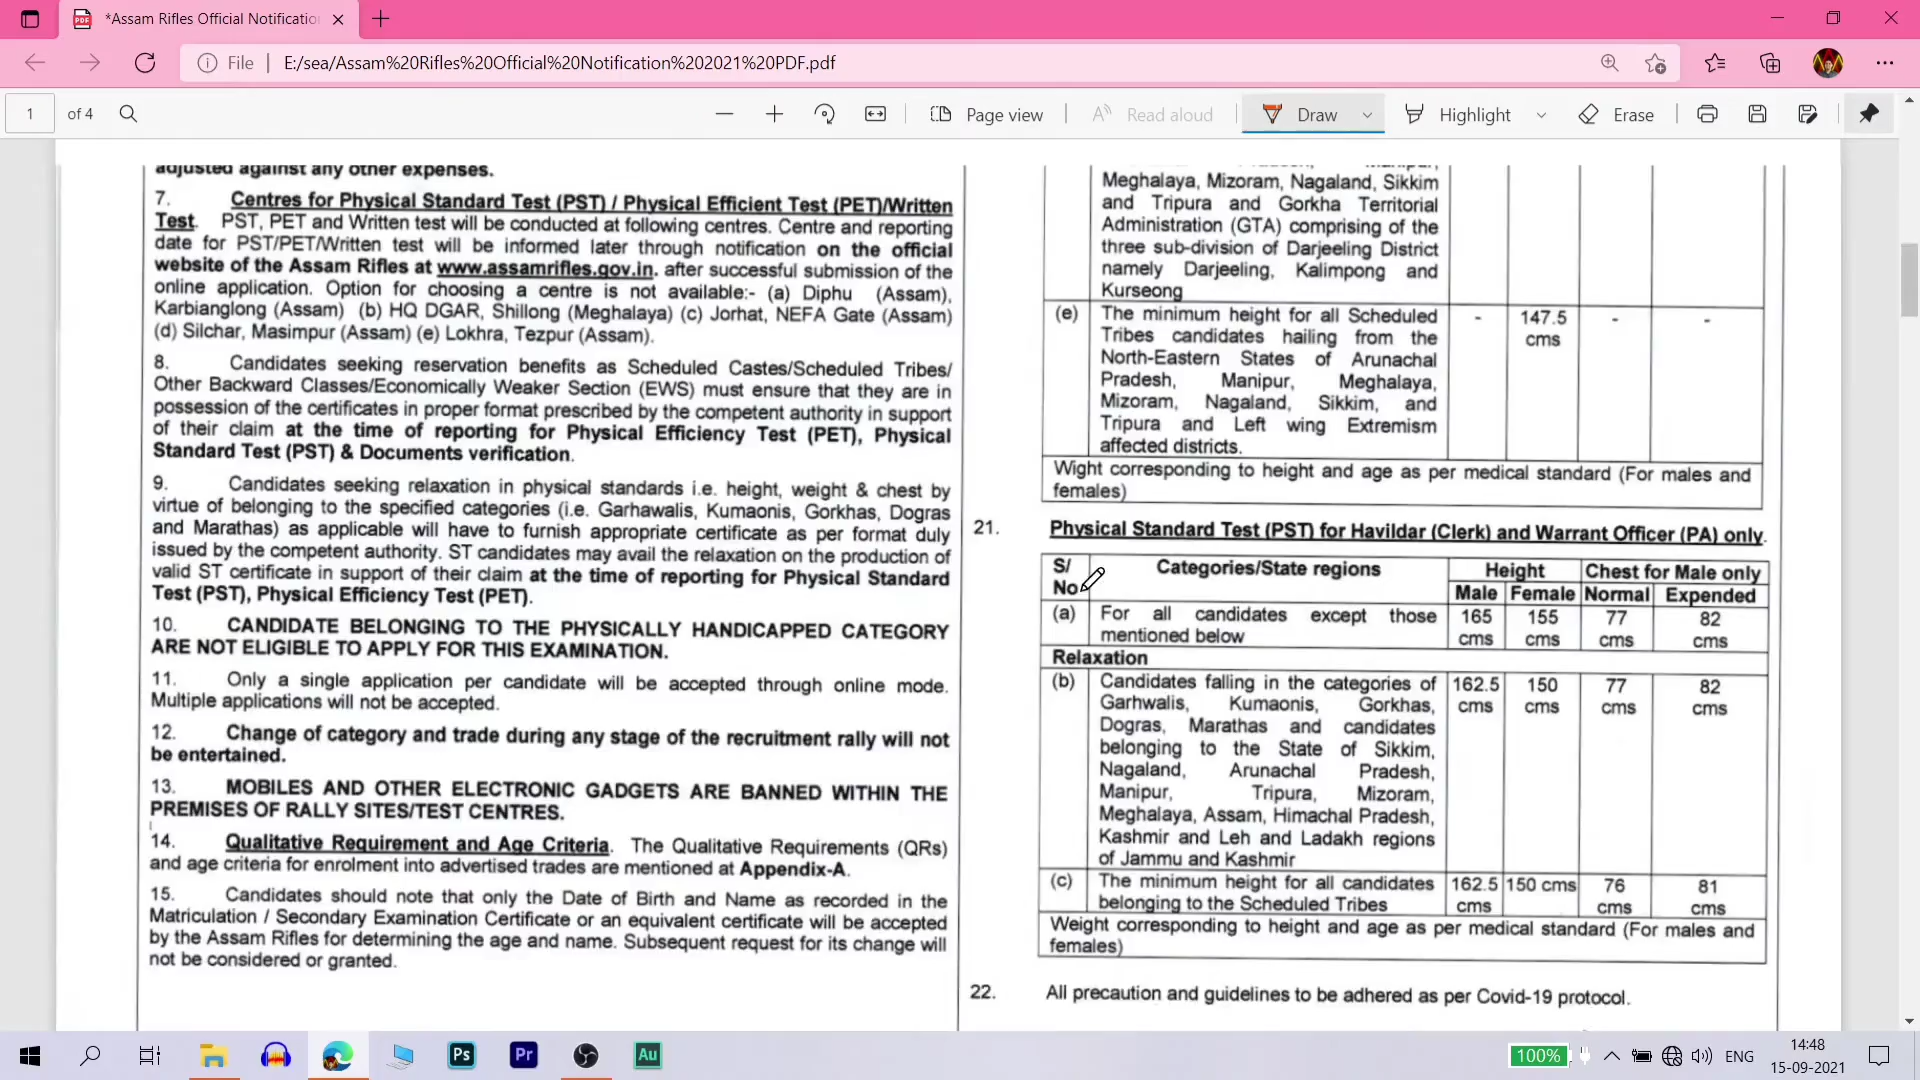 *Assam Rifles Official Notificatio
File
E:/sea/Assam%20Rifles%20Official%20Notification%202021%20PDF.pdf
1 of 4
Page view
Read aloud
Draw
Highlight
Erase
adjusted against any other expenses.
7. Centres for Physical Standard Test (PST) / Physical Efficient Test (PET)/Written
Test. PST, PET and Written test will be conducted at following centres. Centre and reporting
date for PST/PET/Written test will be informed later through notification on the official
website of the Assam Rifles at www.assamrifles.gov.in. after successful submission of the
online application. Option for choosing a centre is not available:- (a) Diphu (Assam),
Karbianglong (Assam) (b) HQ DGAR, Shillong (Meghalaya) (c) Jorhat, NEFA Gate (Assam)
(d) Silchar, Masimpur (Assam) (e) Lokhra, Tezpur (Assam).
8. Candidates seeking reservation benefits as Scheduled Castes/Scheduled Tribes/
Other Backward Classes/Economically Weaker Section (EWS) must ensure that they are in
possession of the certificates in proper format prescribed by the competent authority in support
of their claim at the time of reporting for Physical Efficiency Test (PET), Physical
Standard Test (PST) & Documents verification.
9. Candidates seeking relaxation in physical standards i.e. height, weight & chest by
virtue of belonging to the specified categories (i.e. Garhawalis, Kumaonis, Gorkhas, Dogras
and Marathas) as applicable will have to furnish appropriate certificate as per format duly
issued by the competent authority. ST candidates may avail the relaxation on the production of
valid ST certificate in support of their claim at the time of reporting for Physical Standard
Test (PST), Physical Efficiency Test (PET).
10. CANDIDATE BELONGING TO THE PHYSICALLY HANDICAPPED CATEGORY
ARE NOT ELIGIBLE TO APPLY FOR THIS EXAMINATION.
11. Only a single application per candidate will be accepted through online mode.
Multiple applications will not be accepted.
12. Change of category and trade during any stage of the recruitment rally will not
be entertained.
13. MOBILES AND OTHER ELECTRONIC GADGETS ARE BANNED WITHIN THE
PREMISES OF RALLY SITES/TEST CENTRES.
14. Qualitative Requirement and Age Criteria. The Qualitative Requirements (QRs)
and age criteria for enrolment into advertised trades are mentioned at Appendix-A.
15. Candidates should note that only the Date of Birth and Name as recorded in the
Matriculation / Secondary Examination Certificate or an equivalent certificate will be accepted
by the Assam Rifles for determining the age and name. Subsequent request for its change will
not be considered or granted.
Meghalaya, Mizoram, Nagaland, Sikkim
and Tripura and Gorkha Territorial
Administration (GTA) comprising of the
three sub-division of Darjeeling District
namely Darjeeling, Kalimpong and
Kurseong
(e) The minimum height for all Scheduled - 147.5 - -
Tribes candidates hailing from the cms
North-Eastern States of Arunachal
Pradesh, Manipur, Meghalaya,
Mizoram, Nagaland, Sikkim, and
Tripura and Left wing Extremism
affected districts.
Wight corresponding to height and age as per medical standard (For males and
females)
21. Physical Standard Test (PST) for Havildar (Clerk) and Warrant Officer (PA) only.
S/ Categories/State regions Height Chest for Male only
No Male Female Normal Expended
(a) For all candidates except those 165 155 77 82
mentioned below cms cms cms cms
Relaxation
(b) Candidates falling in the categories of 162.5 150 77 82
Garhwalis, Kumaonis, Gorkhas, cms cms cms cms
Dogras, Marathas and candidates
belonging to the State of Sikkim,
Nagaland, Arunachal Pradesh,
Manipur, Tripura, Mizoram,
Meghalaya, Assam, Himachal Pradesh,
Kashmir and Leh and Ladakh regions
of Jammu and Kashmir
(c) The minimum height for all candidates 162.5 150 cms 76 81
belonging to the Scheduled Tribes cms cms cms
Weight corresponding to height and age as per medical standard (For males and
females)
22. All precaution and guidelines to be adhered as per Covid-19 protocol.
Ps
Pr
Au
100%
ENG
14:48
15-09-2021